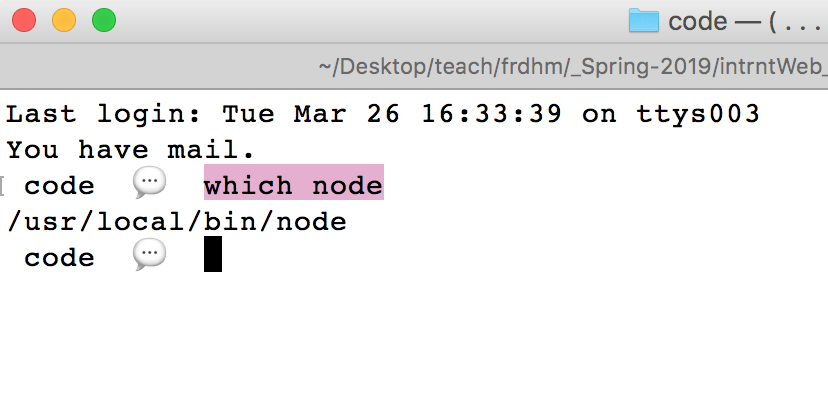 code — ( . . .
~/Desktop/teach/frdhm/_Spring-2019/intrntWeb_
Last login: Tue Mar 26 16:33:39 on ttys003
You have mail.
code 💬 which node
/usr/local/bin/node
code 💬